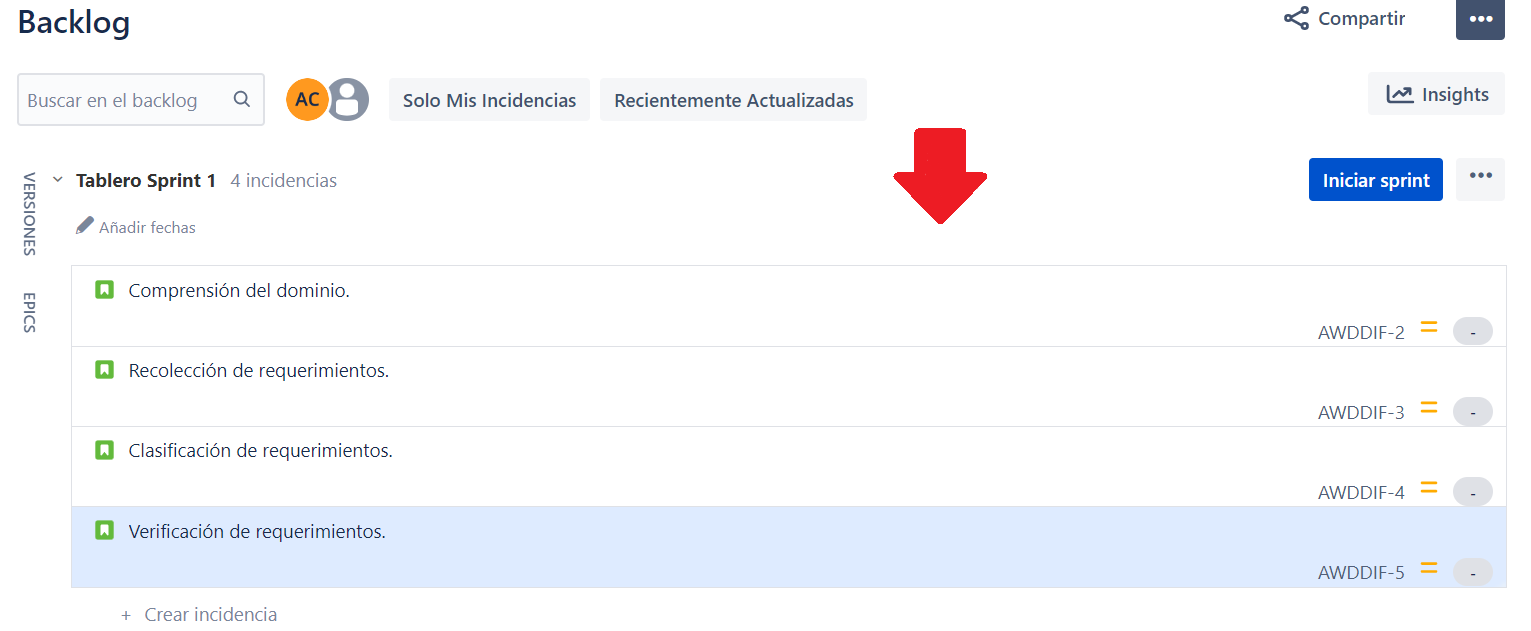 Backlog
Compartir
Buscar en el backlog
AC
Solo Mis Incidencias
Recientemente Actualizadas
Insights
VERSIONES
EPICS
Tablero Sprint 1 4 incidencias
Iniciar sprint
Añadir fechas
Comprensión del dominio.
AWDDIF-2 -
Recolección de requerimientos.
AWDDIF-3 -
Clasificación de requerimientos.
AWDDIF-4 -
Verificación de requerimientos.
AWDDIF-5 -
+ Crear incidencia